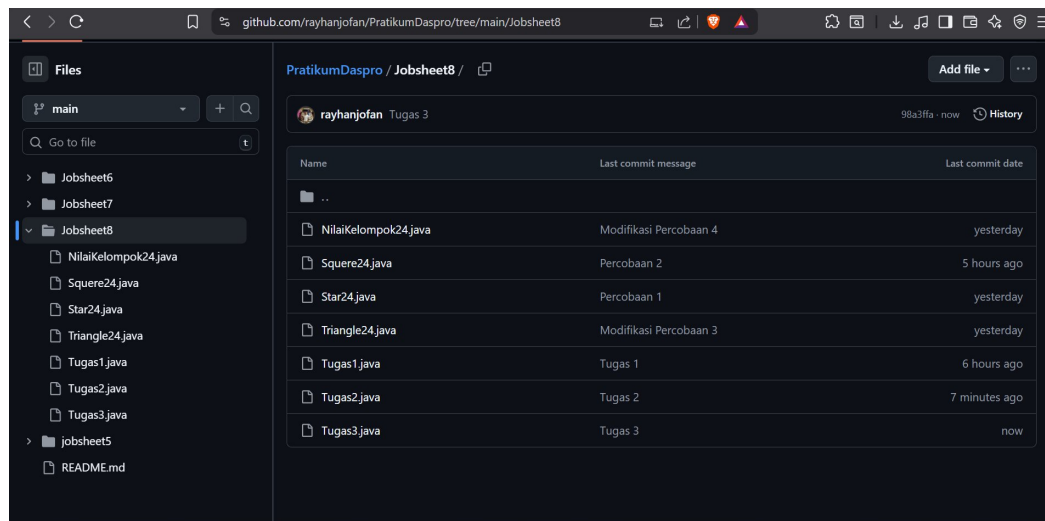 github.com/rayhanjofan/PratikumDaspro/tree/main/Jobsheet8
Files
main
Go to file
t
Jobsheet6
Jobsheet7
Jobsheet8
NilaiKelompok24.java
Squere24.java
Star24.java
Triangle24.java
Tugas1.java
Tugas2.java
Tugas3.java
jobsheet5
README.md
PratikumDaspro / Jobsheet8 /
Add file
rayhanjofan Tugas 3
98a3ffa · now History
Name Last commit message Last commit date
..
NilaiKelompok24.java Modifikasi Percobaan 4 yesterday
Squere24.java Percobaan 2 5 hours ago
Star24.java Percobaan 1 yesterday
Triangle24.java Modifikasi Percobaan 3 yesterday
Tugas1.java Tugas 1 6 hours ago
Tugas2.java Tugas 2 7 minutes ago
Tugas3.java Tugas 3 now